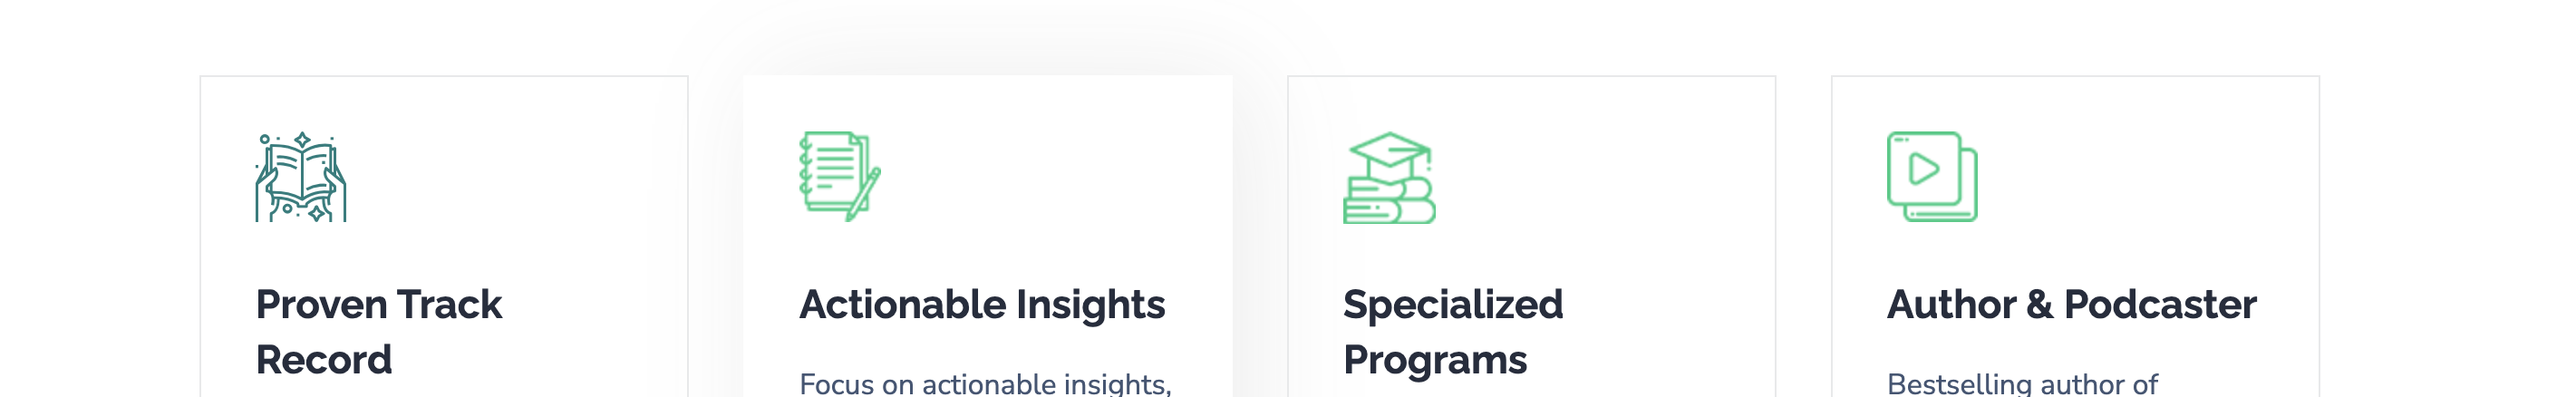 Proven Track
Record
Actionable Insights
Focus on actionable insights,
Specialized
Programs
Author & Podcaster
Bestselling author of